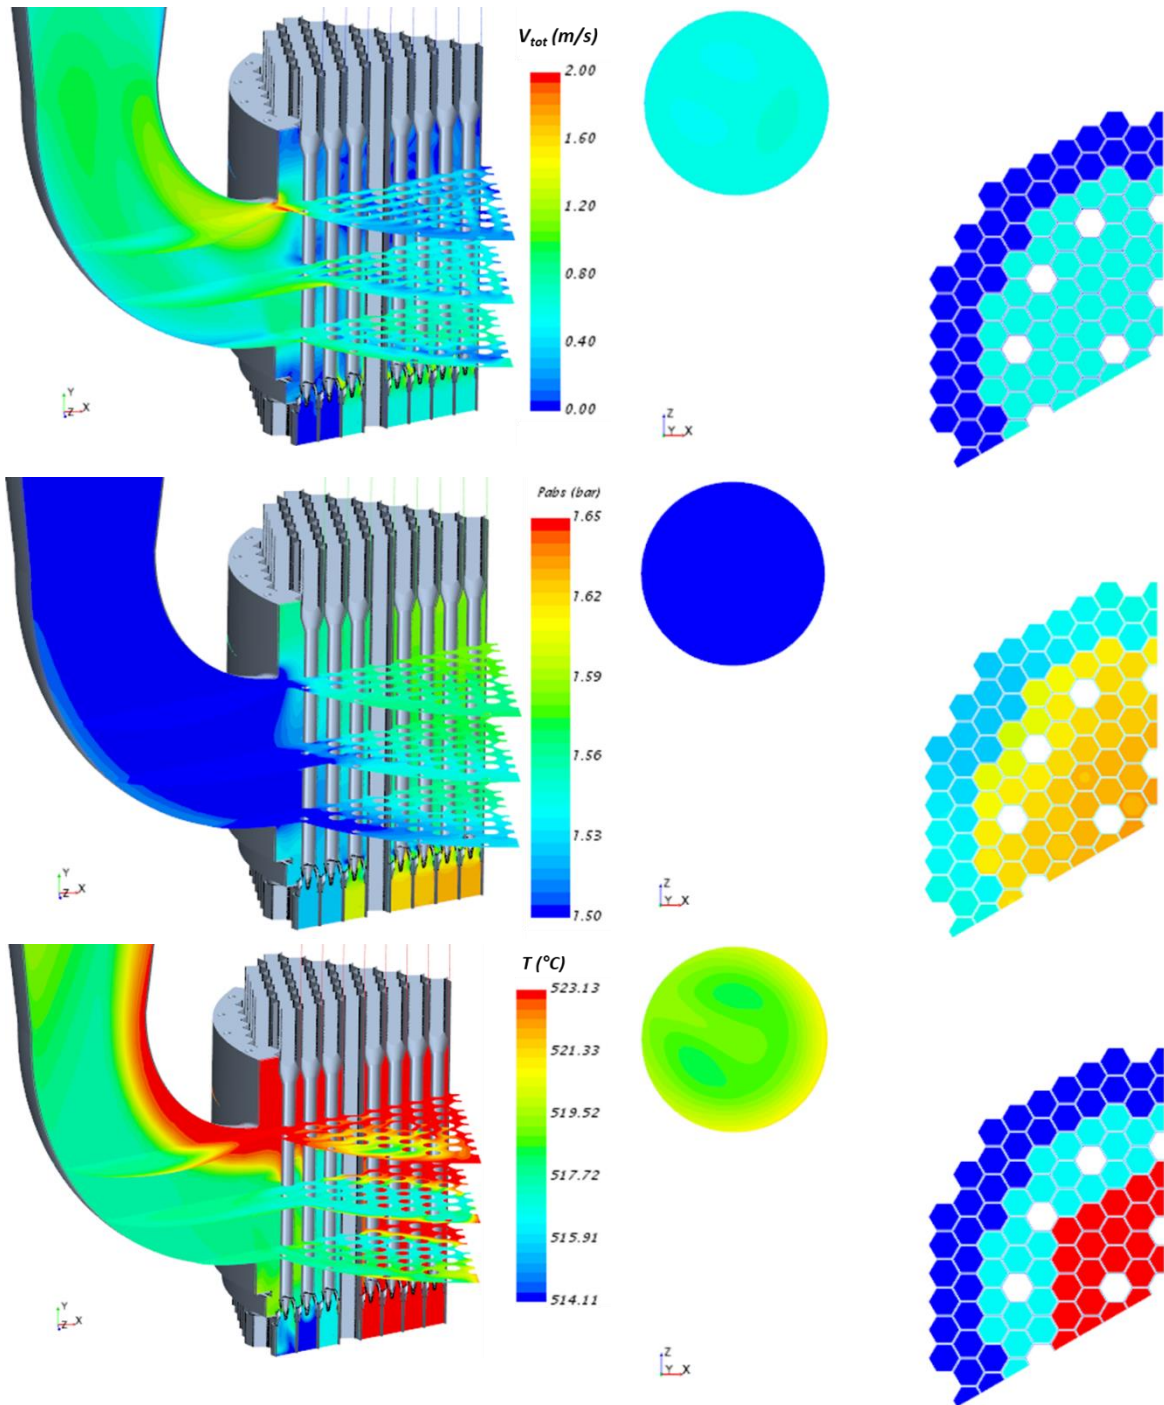 V_tot (m/s)
2.00
1.60
1.20
0.80
0.40
0.00
Y
Z X
Z
Y X
Pabs (bar)
1.65
1.62
1.59
1.56
1.53
1.50
Y
Z X
Z
Y X
T (°C)
523.13
521.33
519.52
517.72
515.91
514.11
Y
Z X
Z
Y X